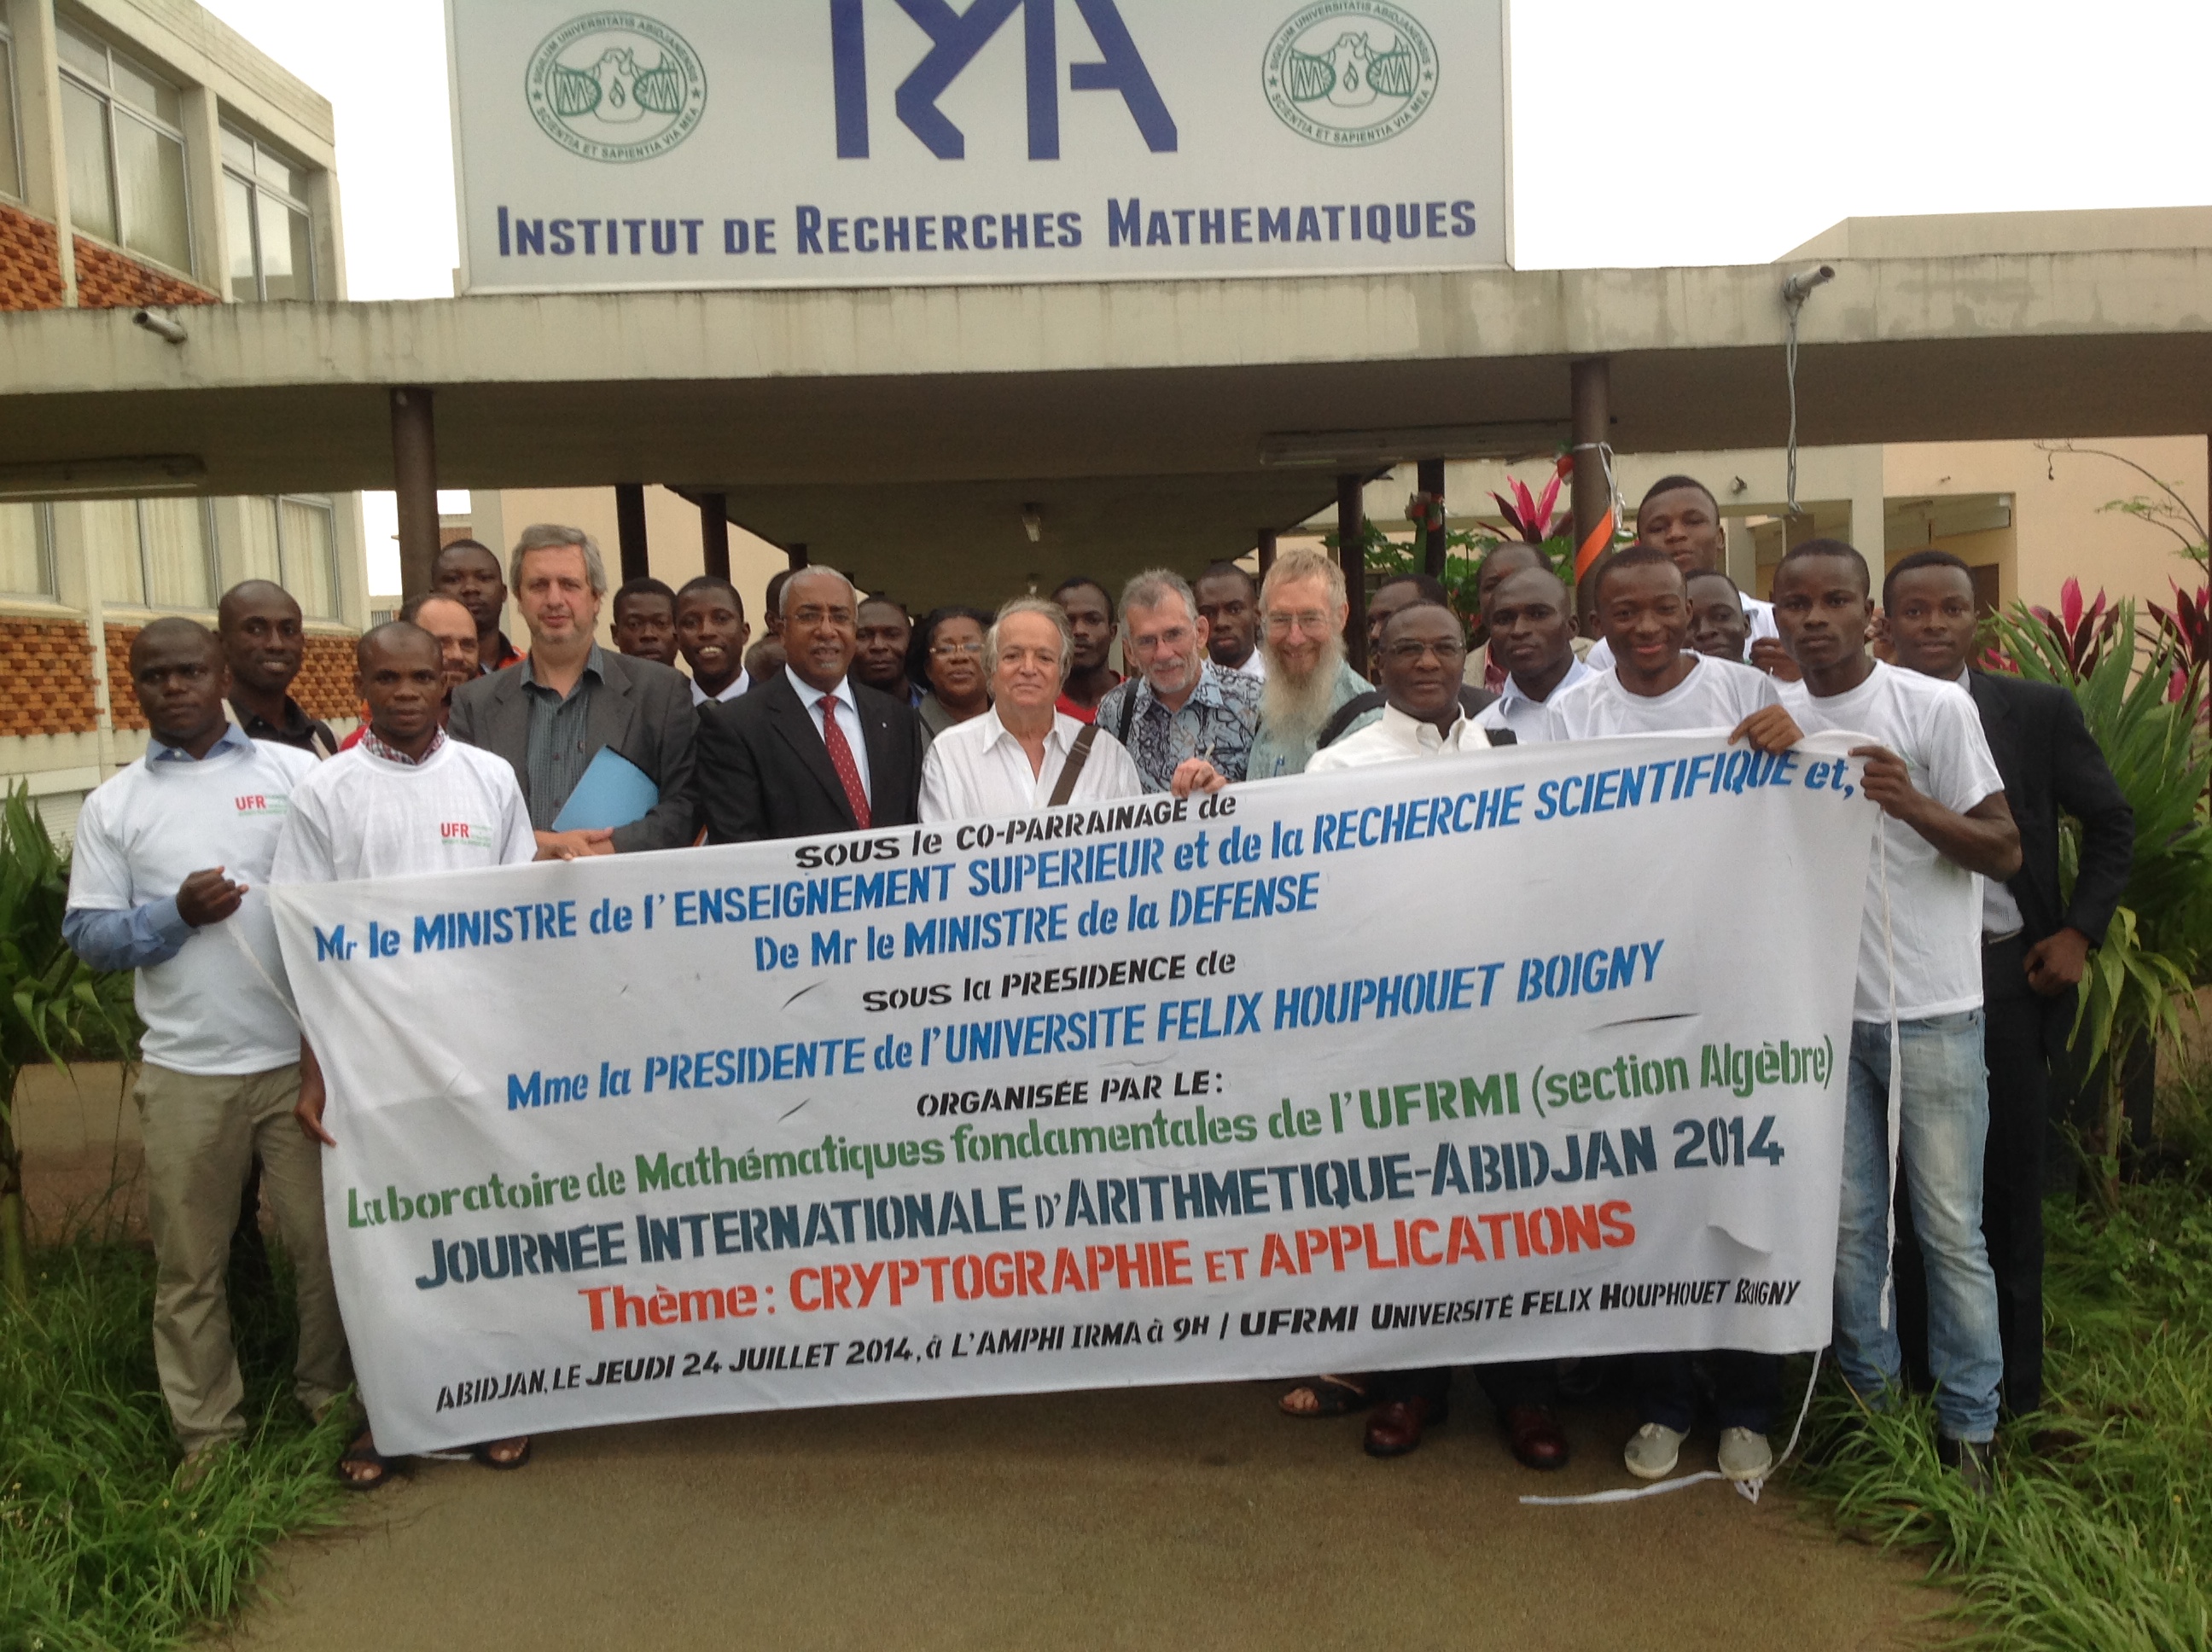 IRMA
SIGILUM UNIVERSITATIS ABIDJANENSIS
SCIENTIA ET SAPIENTIA VIA MEA
SIGILUM UNIVERSITATIS ABIDJANENSIS
SCIENTIA ET SAPIENTIA VIA MEA
INSTITUT DE RECHERCHES MATHEMATIQUES
UFR
UFR
SOUS le CO-PARRAINAGE de
Mr le MINISTRE de l'ENSEIGNEMENT SUPERIEUR et de la RECHERCHE SCIENTIFIQUE et,
De Mr le MINISTRE de la DEFENSE
SOUS la PRESIDENCE de
Mme la PRESIDENTE de l'UNIVERSITE FELIX HOUPHOUET BOIGNY
ORGANISÉE PAR LE:
Laboratoire de Mathématiques fondamentales de l'UFRMI (section Algèbre)
JOURNÉE INTERNATIONALE D'ARITHMETIQUE-ABIDJAN 2014
Thème: CRYPTOGRAPHIE ET APPLICATIONS
ABIDJAN, LE JEUDI 24 JUILLET 2014, à L'AMPHI IRMA à 9H / UFRMI UNIVERSITÉ FELIX HOUPHOUET BOIGNY